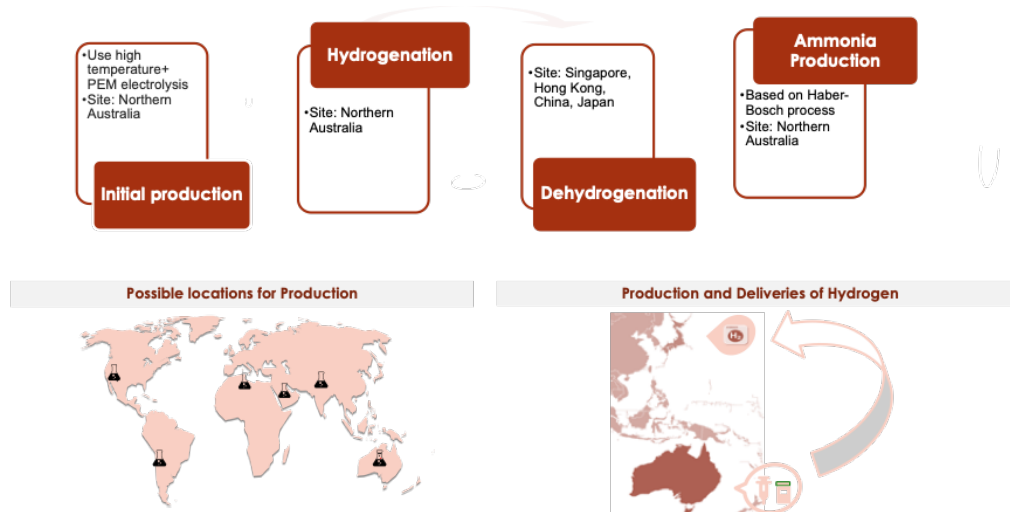 •Use high
temperature+
PEM electrolysis
•Site: Northern
Australia
Initial production
Hydrogenation
•Site: Northern
Australia
•Site: Singapore,
Hong Kong,
China, Japan
Dehydrogenation
Ammonia
Production
•Based on Haber-
Bosch process
•Site: Northern
Australia
Possible locations for Production
Production and Deliveries of Hydrogen
H₂